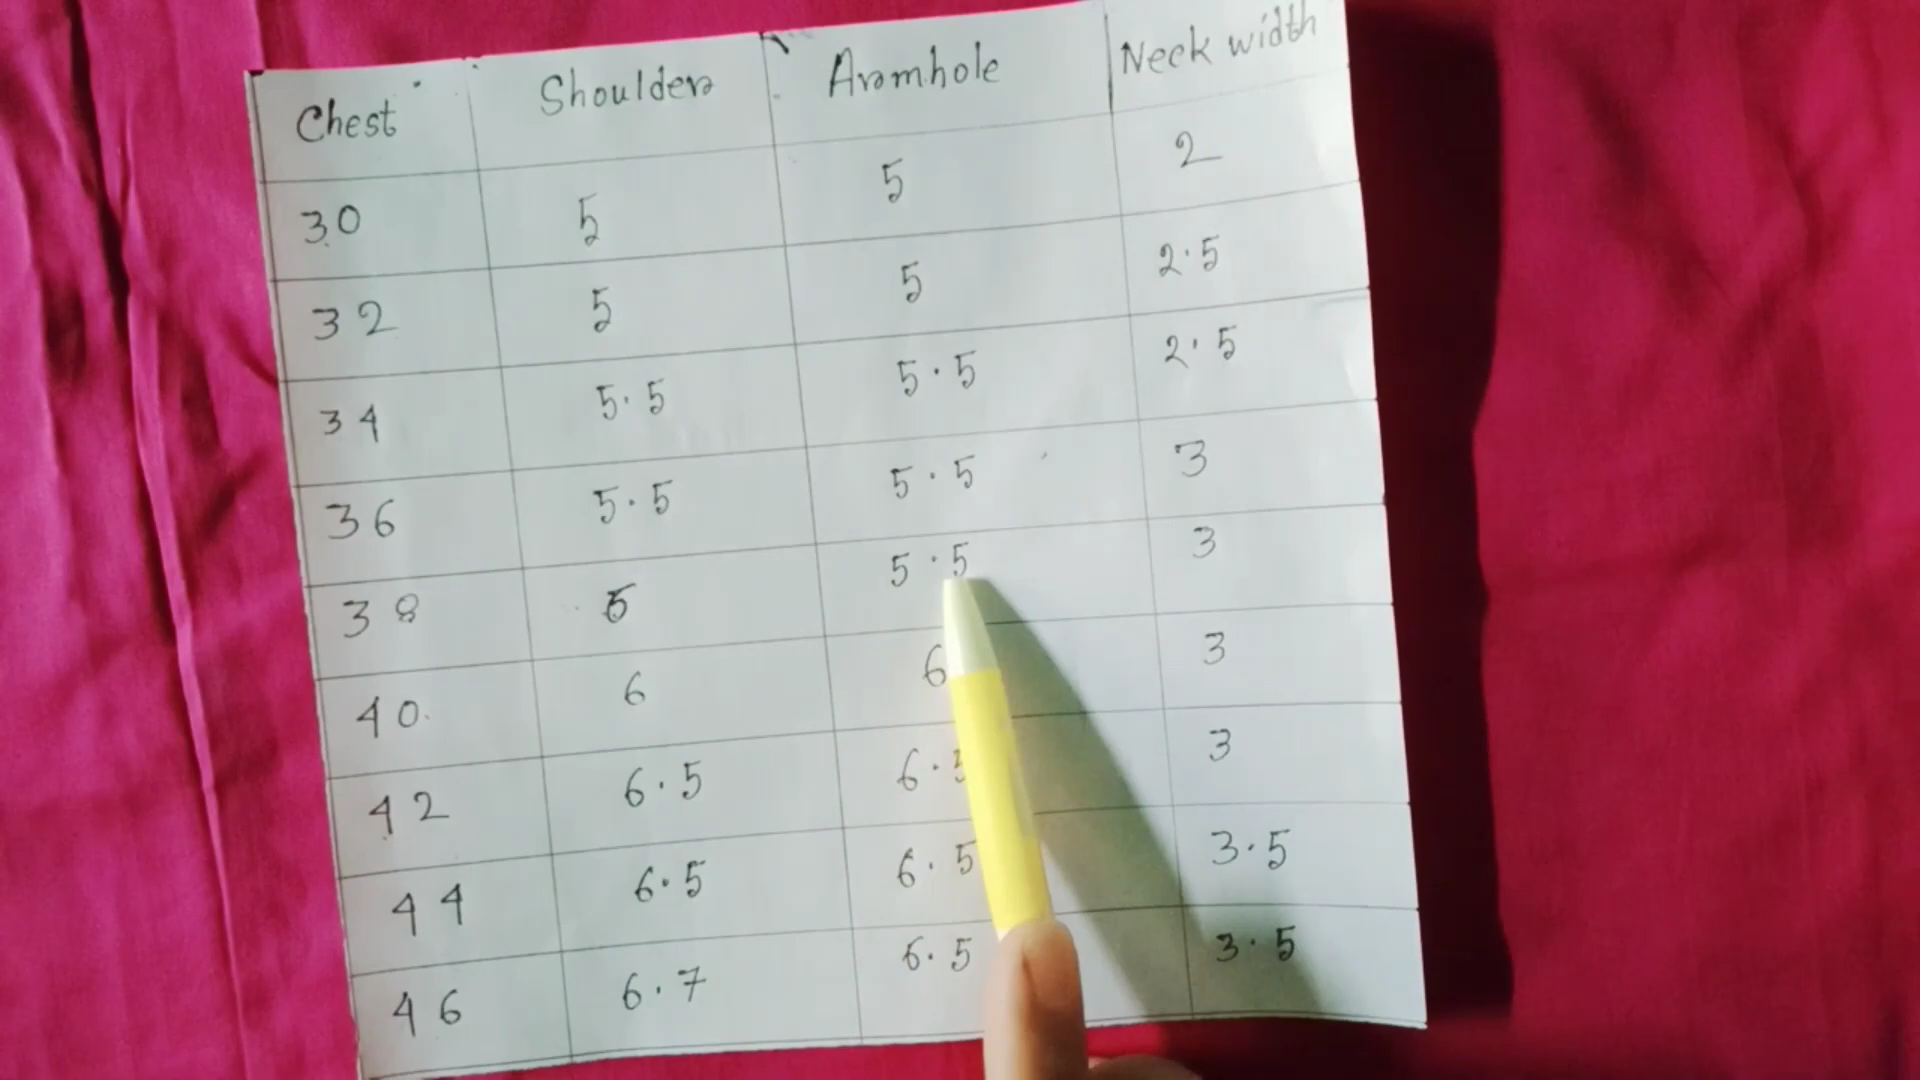 Chest Shoulder Armhole Neck width
30 5 5 2
32 5 5 2.5
34 5.5 5.5 2.5
36 5.5 5.5 3
38 5.5 3
40 6 6 3
42 6.5 6.5 3
44 6.5 6.5 3.5
46 6.7 6.5 3.5